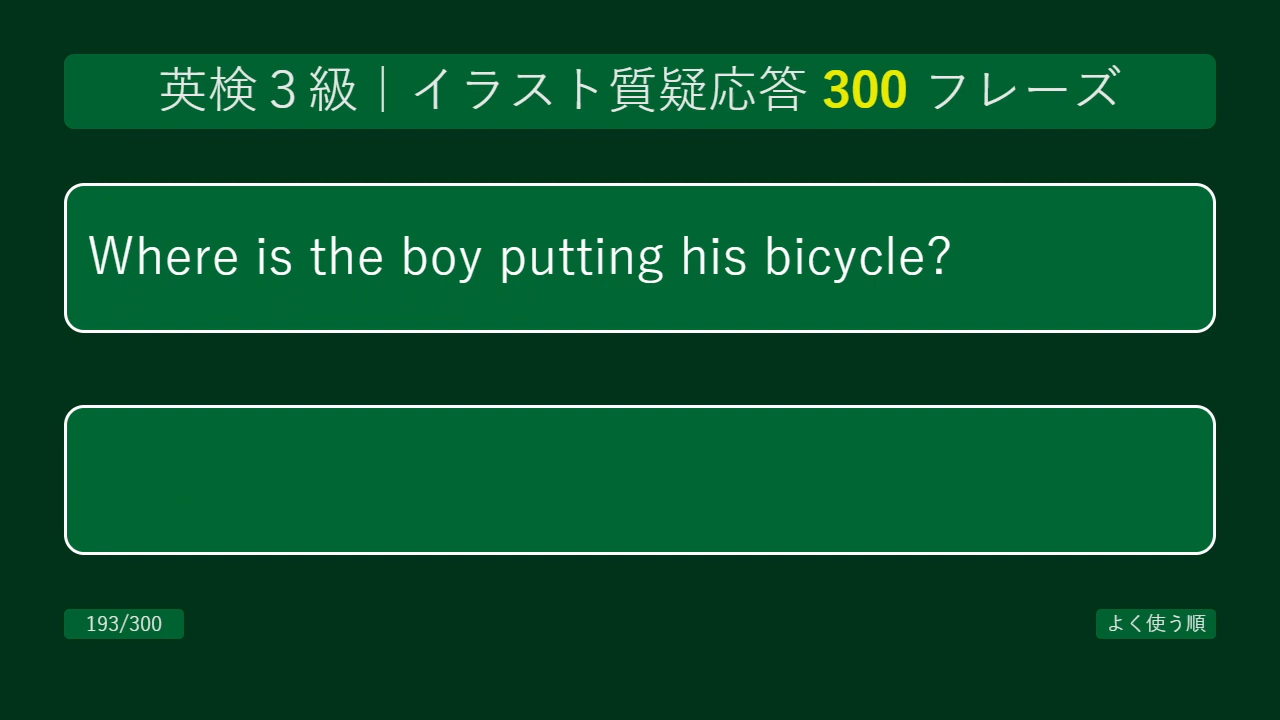 英検３級｜イラスト質疑応答 300 フレーズ
Where is the boy putting his bicycle?
193/300
よく使う順